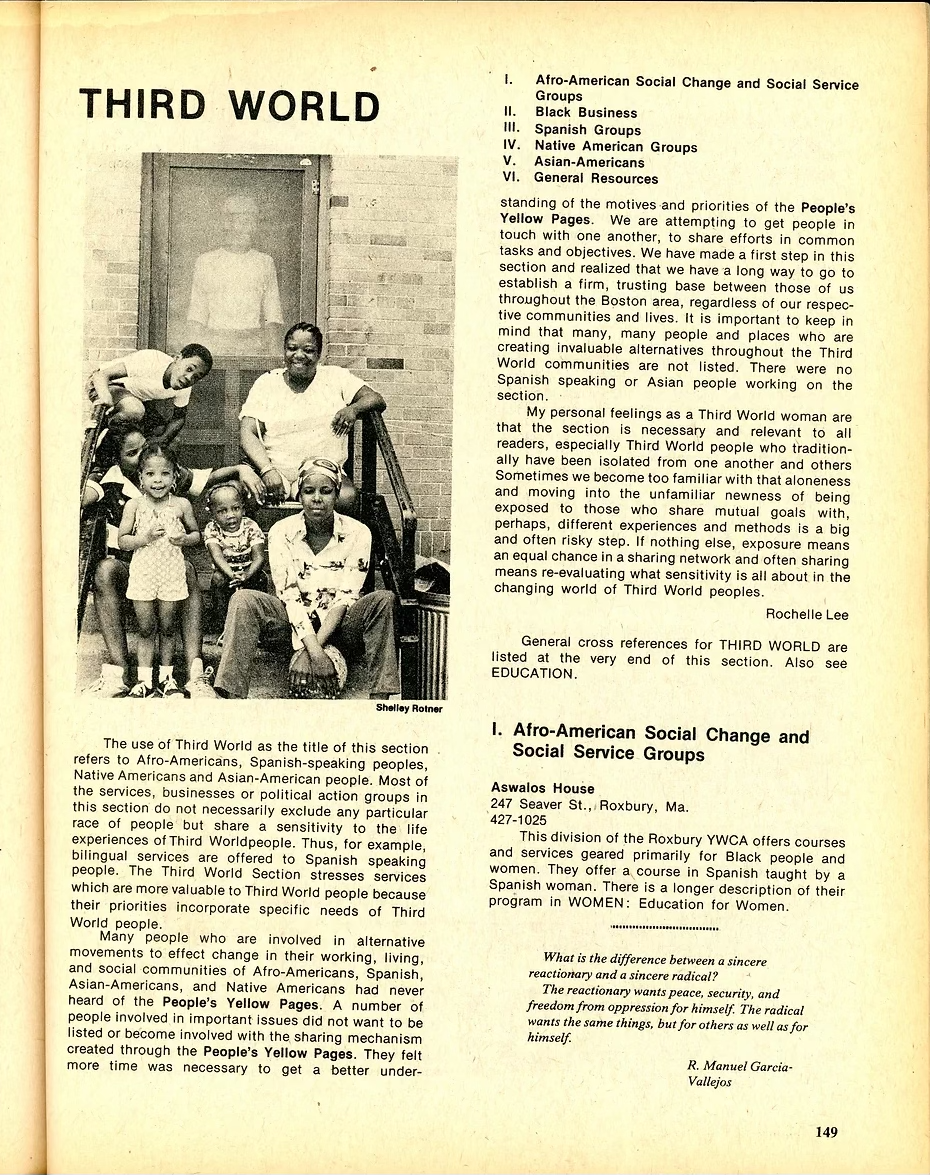 THIRD WORLD
Shelley Rotner
The use of Third World as the title of this section
refers to Afro-Americans, Spanish-speaking peoples,
Native Americans and Asian-American people. Most of
the services, businesses or political action groups in
this section do not necessarily exclude any particular
race of people but share a sensitivity to the life
experiences of Third Worldpeople. Thus, for example,
bilingual services are offered to Spanish speaking
people. The Third World Section stresses services
which are more valuable to Third World people because
their priorities incorporate specific needs of Third
World people.
Many people who are involved in alternative
movements to effect change in their working, living,
and social communities of Afro-Americans, Spanish,
Asian-Americans, and Native Americans had never
heard of the People's Yellow Pages. A number of
people involved in important issues did not want to be
listed or become involved with the sharing mechanism
created through the People's Yellow Pages. They felt
more time was necessary to get a better under-
I. Afro-American Social Change and Social Service
Groups
II. Black Business
III. Spanish Groups
IV. Native American Groups
V. Asian-Americans
VI. General Resources
standing of the motives and priorities of the People's
Yellow Pages. We are attempting to get people in
touch with one another, to share efforts in common
tasks and objectives. We have made a first step in this
section and realized that we have a long way to go to
establish a firm, trusting base between those of us
throughout the Boston area, regardless of our respec-
tive communities and lives. It is important to keep in
mind that many, many people and places who are
creating invaluable alternatives throughout the Third
World communities are not listed. There were no
Spanish speaking or Asian people working on the
section.
My personal feelings as a Third World woman are
that the section is necessary and relevant to all
readers, especially Third World people who tradition-
ally have been isolated from one another and others
Sometimes we become too familiar with that aloneness
and moving into the unfamiliar newness of being
exposed to those who share mutual goals with,
perhaps, different experiences and methods is a big
and often risky step. If nothing else, exposure means
an equal chance in a sharing network and often sharing
means re-evaluating what sensitivity is all about in the
changing world of Third World peoples.
Rochelle Lee
General cross references for THIRD WORLD are
listed at the very end of this section. Also see
EDUCATION.
I. Afro-American Social Change and
Social Service Groups
Aswalos House
247 Seaver St., Roxbury, Ma.
427-1025
This division of the Roxbury YWCA offers courses
and services geared primarily for Black people and
women. They offer a course in Spanish taught by a
Spanish woman. There is a longer description of their
program in WOMEN: Education for Women.
What is the difference between a sincere
reactionary and a sincere radical?
The reactionary wants peace, security, and
freedom from oppression for himself. The radical
wants the same things, but for others as well as for
himself.
R. Manuel Garcia-
Vallejos
149